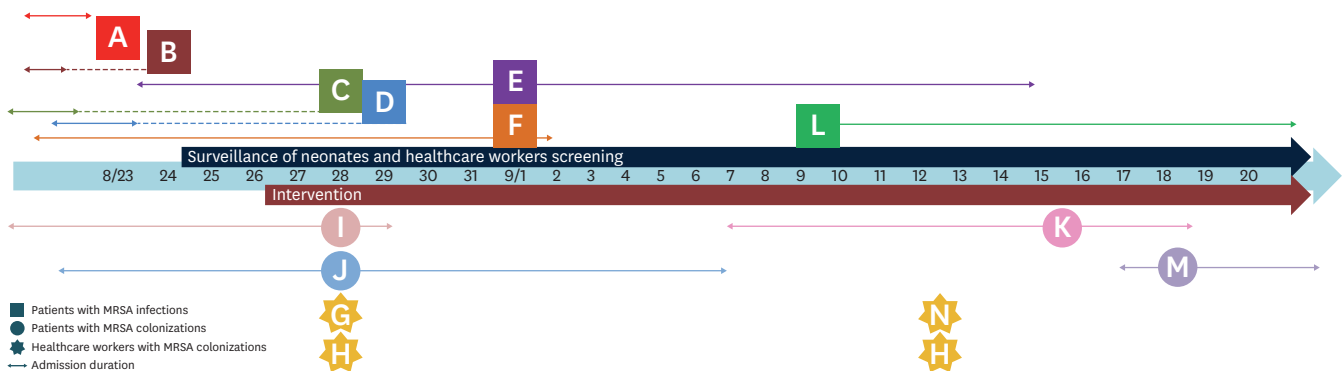 A
B
C
D
E
F
L
Surveillance of neonates and healthcare workers screening
8/23 24 25 26 27 28 29 30 31 9/1 2 3 4 5 6 7 8 9 10 11 12 13 14 15 16 17 18 19 20
Intervention
I
K
J
M
G
N
H
H
Patients with MRSA infections
Patients with MRSA colonizations
Healthcare workers with MRSA colonizations
Admission duration